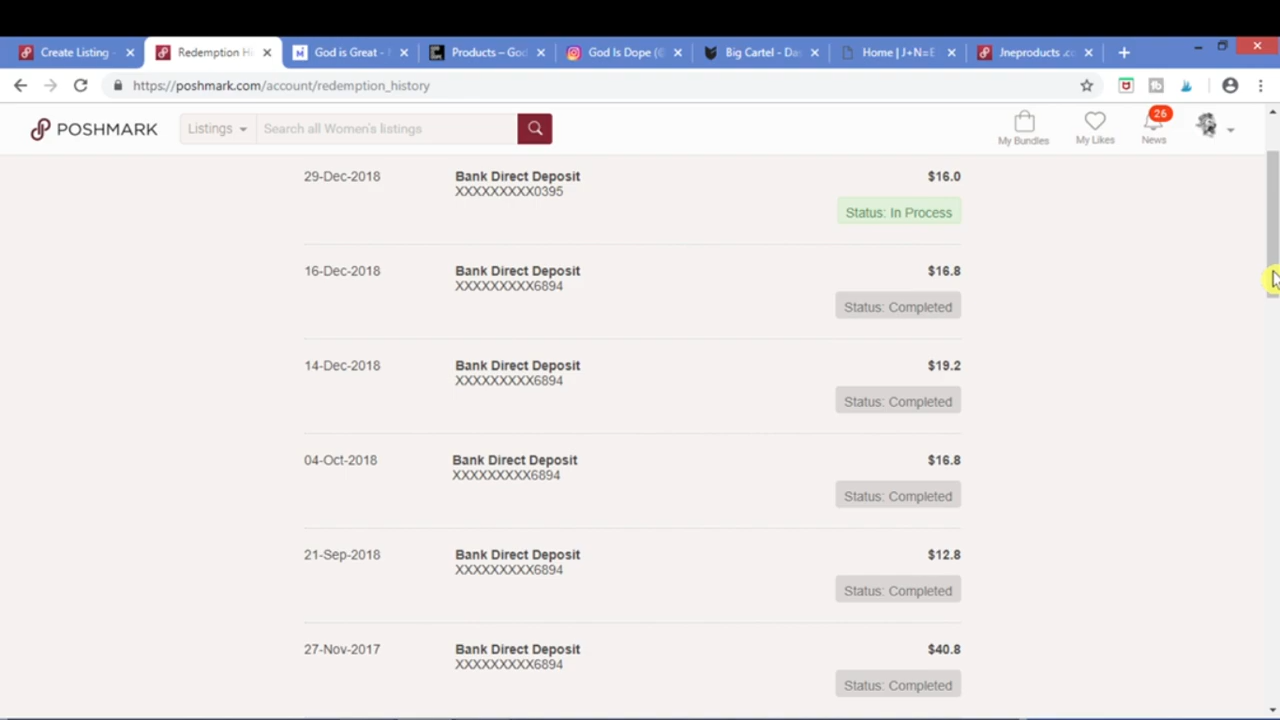 Create Listing
Redemption Hi
God is Great -
Products – God
God Is Dope (@
Big Cartel - Da
Home | J+N=E
Jneproducts .co
https://poshmark.com/account/redemption_history
POSHMARK
Listings
Search all Women's listings
My Bundles
My Likes
26
News
29-Dec-2018
Bank Direct Deposit
$16.0
XXXXXXXXX0395
Status: In Process
16-Dec-2018
Bank Direct Deposit
$16.8
XXXXXXXXX6894
Status: Completed
14-Dec-2018
Bank Direct Deposit
$19.2
XXXXXXXXX6894
Status: Completed
04-Oct-2018
Bank Direct Deposit
$16.8
XXXXXXXXX6894
Status: Completed
21-Sep-2018
Bank Direct Deposit
$12.8
XXXXXXXXX6894
Status: Completed
27-Nov-2017
Bank Direct Deposit
$40.8
XXXXXXXXX6894
Status: Completed